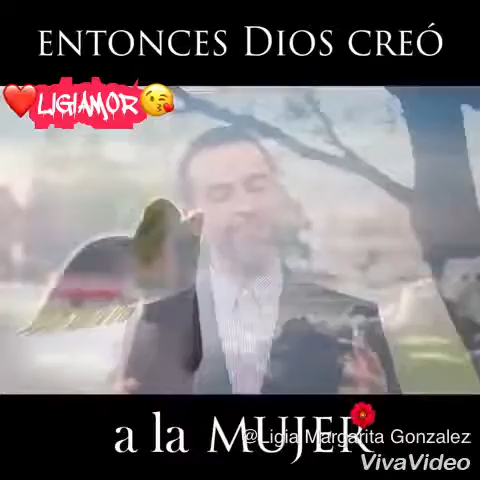 ENTONCES DIOS CREÓ
LIGIAMOR
a la MUJER
@Ligia Margarita Gonzalez
VivaVideo